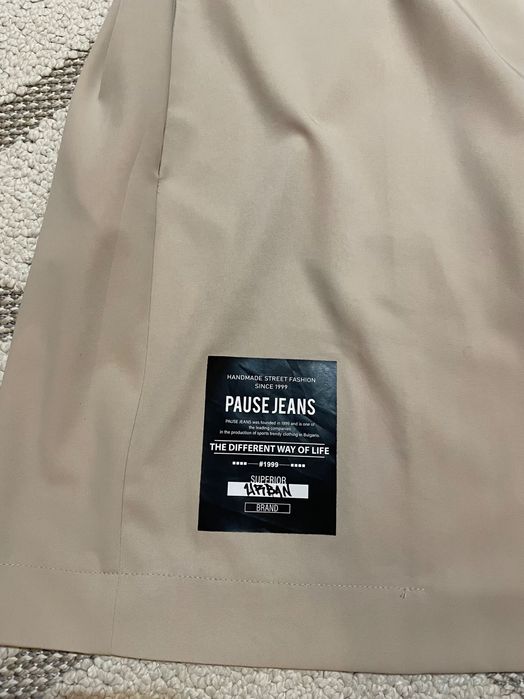 HANDMADE STREET FASHION
SINCE 1999
PAUSE JEANS
PAUSE JEANS was founded in 1999 and is one of
the leading companies
in the production of sports trendy clothing in Bulgaria.
THE DIFFERENT WAY OF LIFE
#1999
SUPERIOR
URBAN
BRAND